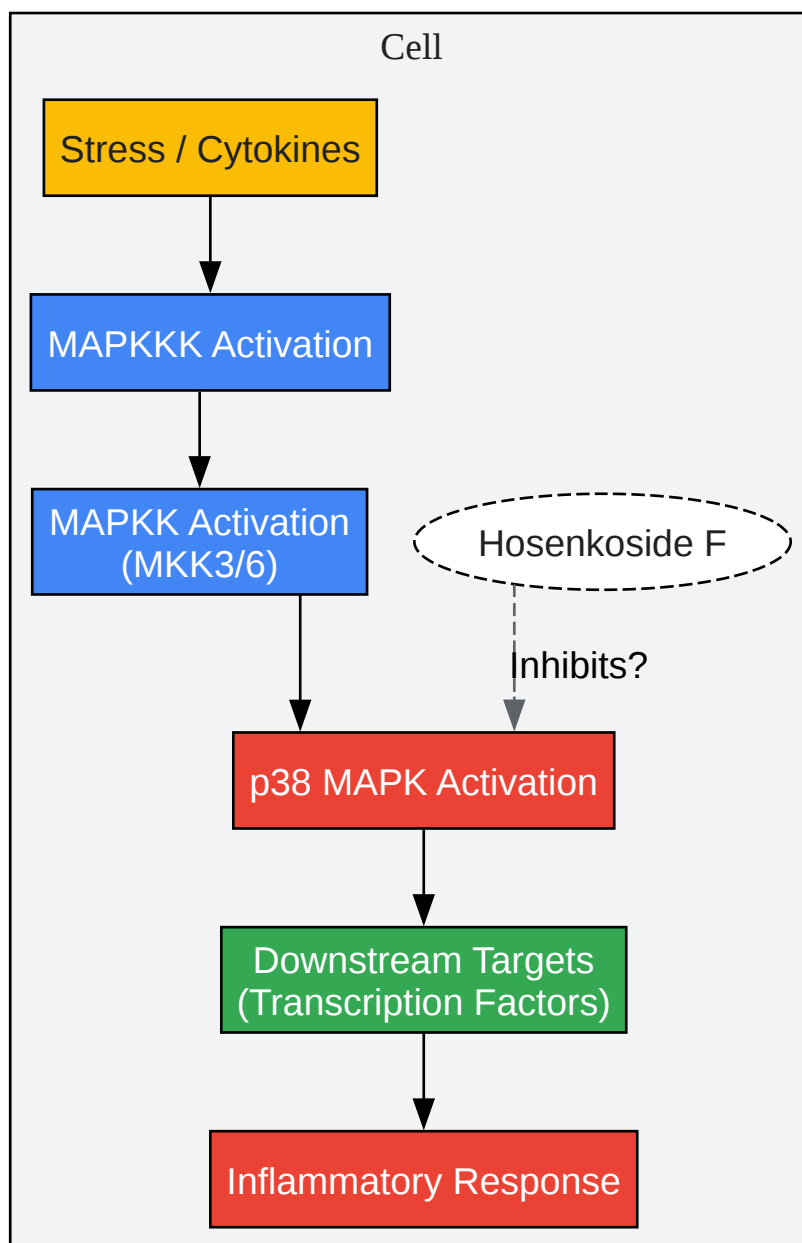 Cell
Stress / Cytokines
MAPKKK Activation
MAPKK Activation
(MKK3/6)
Hosenkoside F
Inhibits?
p38 MAPK Activation
Downstream Targets
(Transcription Factors)
Inflammatory Response